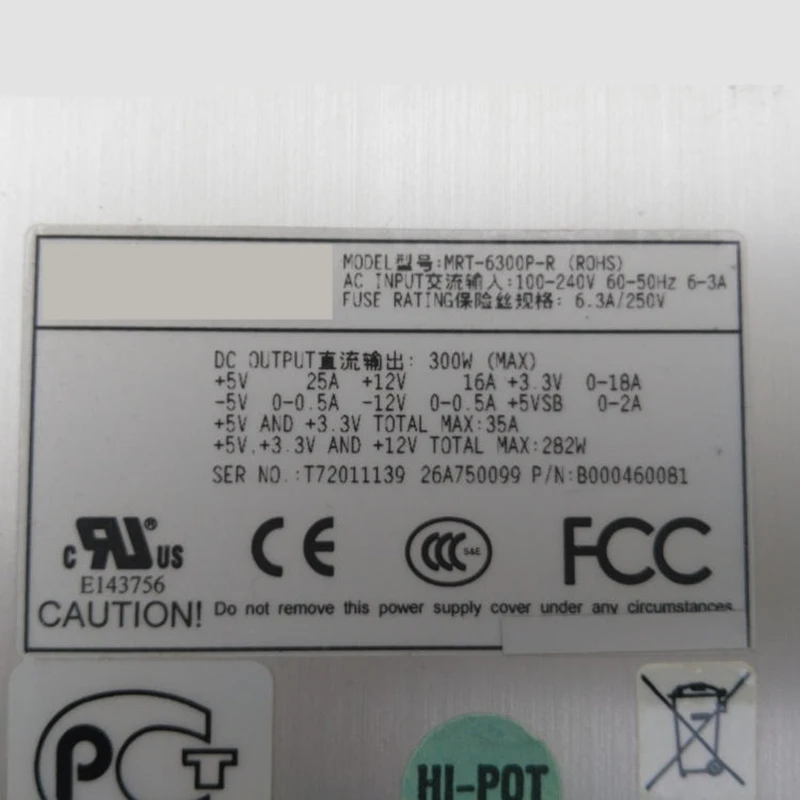 MODEL型号:MRT-6300P-R (ROHS)
AC INPUT交流输入:100-240V 60-50Hz 6-3A
FUSE RATING保险丝规格: 6.3A/250V
DC OUTPUT直流输出: 300W (MAX)
+5V 25A +12V 16A +3.3V 0-18A
-5V 0-0.5A -12V 0-0.5A +5VSB 0-2A
+5V AND +3.3V TOTAL MAX:35A
+5V,+3.3V AND +12V TOTAL MAX:282W
SER NO.:T72011139 26A750099 P/N:B000460081
c RU® US
E143756
CE
CCC S&E
FCC
CAUTION! Do not remove this power supply cover under any circumstances
PCT
HI-POT